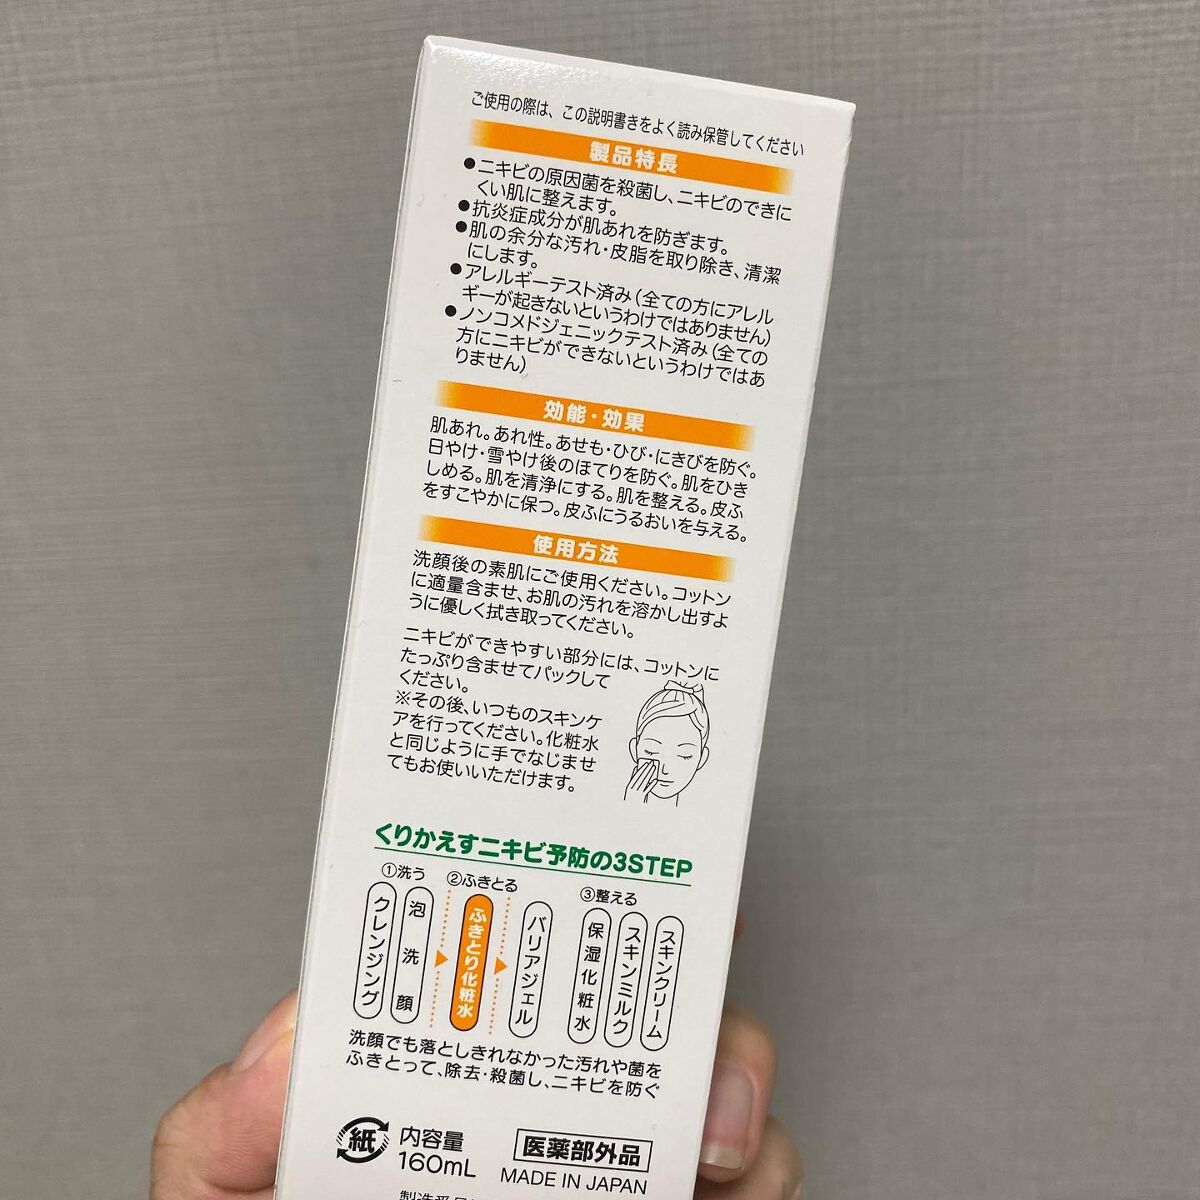 ご使用の際は、この説明書きをよく読み保管してください
製品特長
●ニキビの原因菌を殺菌し、ニキビのできに
くい肌に整えます。
●抗炎症成分が肌あれを防ぎます。
●肌の余分な汚れ・皮脂を取り除き、清潔
にします。
●アレルギーテスト済み(全ての方にアレル
ギーが起きないというわけではありません)
●ノンコメドジェニックテスト済み(全ての
方にニキビができないというわけではあ
りません)
効能・効果
肌あれ。あれ性。あせも・ひび・にきびを防ぐ。
日やけ・雪やけ後のほてりを防ぐ。肌をひき
しめる。肌を清浄にする。肌を整える。皮ふ
をすこやかに保つ。皮ふにうるおいを与える。
使用方法
洗顔後の素肌にご使用ください。コットン
に適量含ませ、お肌の汚れを溶かし出すよ
うに優しく拭き取ってください。
ニキビができやすい部分には、コットンに
たっぷり含ませてパックして
ください。
※その後、いつものスキンケ
アを行ってください。化粧水
と同じように手でなじませ
てもお使いいただけます。
くりかえすニキビ予防の3STEP
①洗う
②ふきとる
③整える
クレンジング
泡洗顔
ふきとり化粧水
バリアジェル
保湿化粧水
スキンミルク
スキンクリーム
洗顔でも落としきれなかった汚れや菌を
ふきとって、除去・殺菌し、ニキビを防ぐ
紙
内容量
160mL
医薬部外品
MADE IN JAPAN